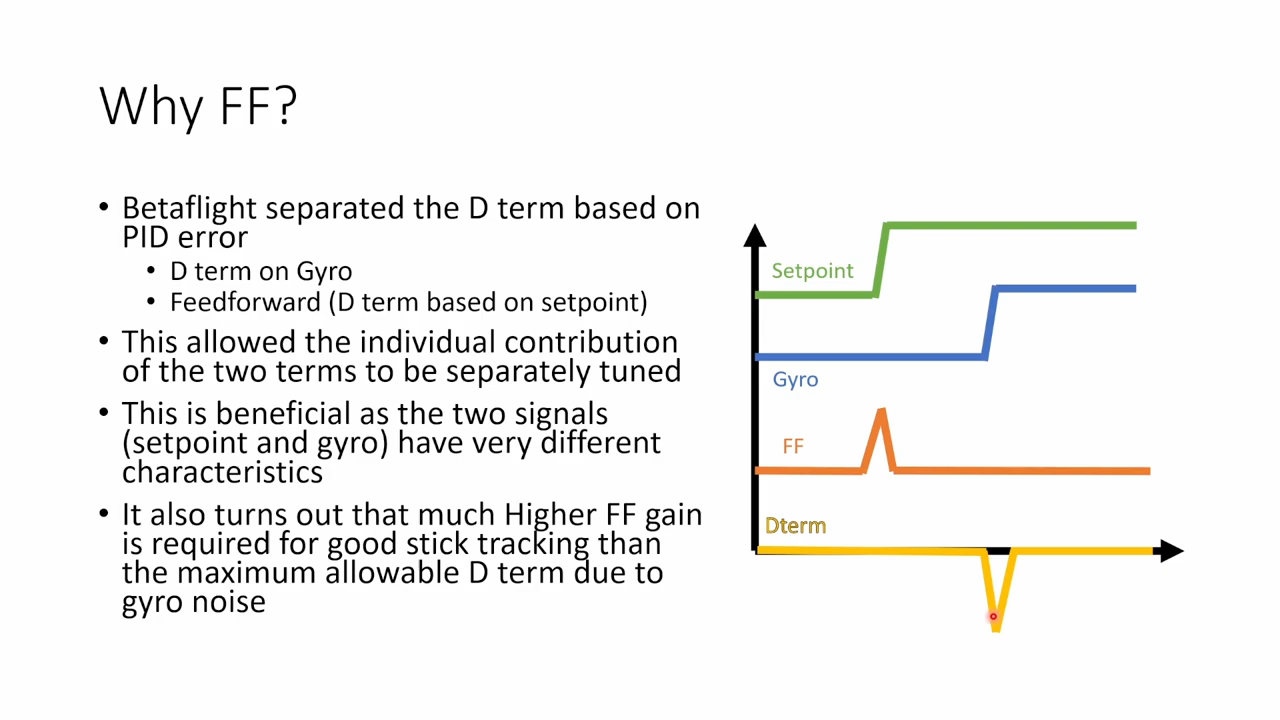 Why FF?
• Betaflight separated the D term based on
PID error
• D term on Gyro
• Feedforward (D term based on setpoint)
• This allowed the individual contribution
of the two terms to be separately tuned
• This is beneficial as the two signals
(setpoint and gyro) have very different
characteristics
• It also turns out that much Higher FF gain
is required for good stick tracking than
the maximum allowable D term due to
gyro noise
Setpoint
Gyro
FF
Dterm